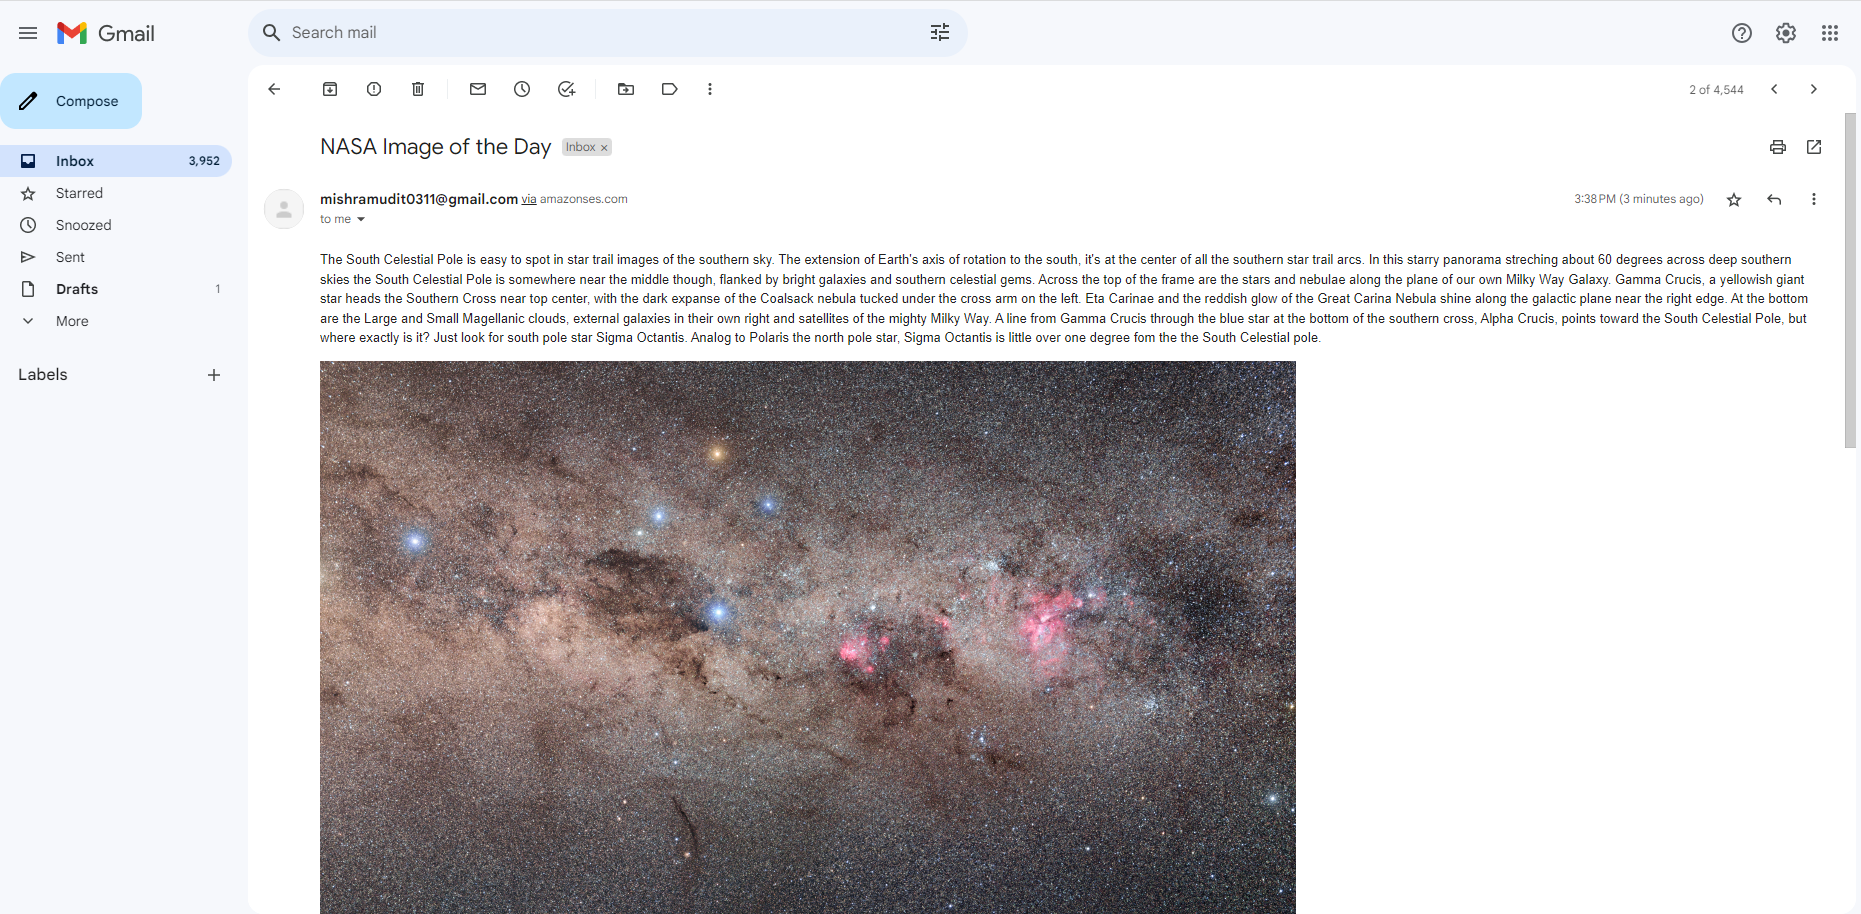 Gmail
Search mail
Compose
Inbox 3,952
Starred
Snoozed
Sent
Drafts 1
More
Labels
2 of 4,544
NASA Image of the Day Inbox ×
mishramudit0311@gmail.com via amazonses.com
3:38 PM (3 minutes ago)
to me
The South Celestial Pole is easy to spot in star trail images of the southern sky. The extension of Earth's axis of rotation to the south, it's at the center of all the southern star trail arcs. In this starry panorama streching about 60 degrees across deep southern
skies the South Celestial Pole is somewhere near the middle though, flanked by bright galaxies and southern celestial gems. Across the top of the frame are the stars and nebulae along the plane of our own Milky Way Galaxy. Gamma Crucis, a yellowish giant
star heads the Southern Cross near top center, with the dark expanse of the Coalsack nebula tucked under the cross arm on the left. Eta Carinae and the reddish glow of the Great Carina Nebula shine along the galactic plane near the right edge. At the bottom
are the Large and Small Magellanic clouds, external galaxies in their own right and satellites of the mighty Milky Way. A line from Gamma Crucis through the blue star at the bottom of the southern cross, Alpha Crucis, points toward the South Celestial Pole, but
where exactly is it? Just look for south pole star Sigma Octantis. Analog to Polaris the north pole star, Sigma Octantis is little over one degree fom the the South Celestial pole.